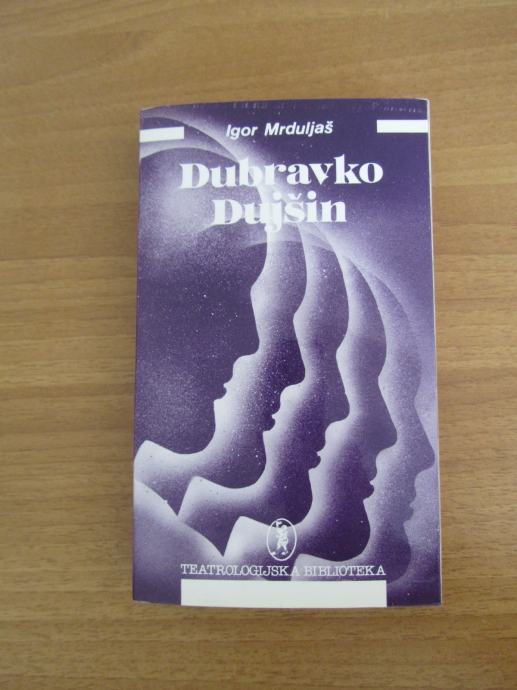 Igor Mrduljaš
Dubravko
Dujšin
TEATROLOGIJSKA BIBLIOTEKA